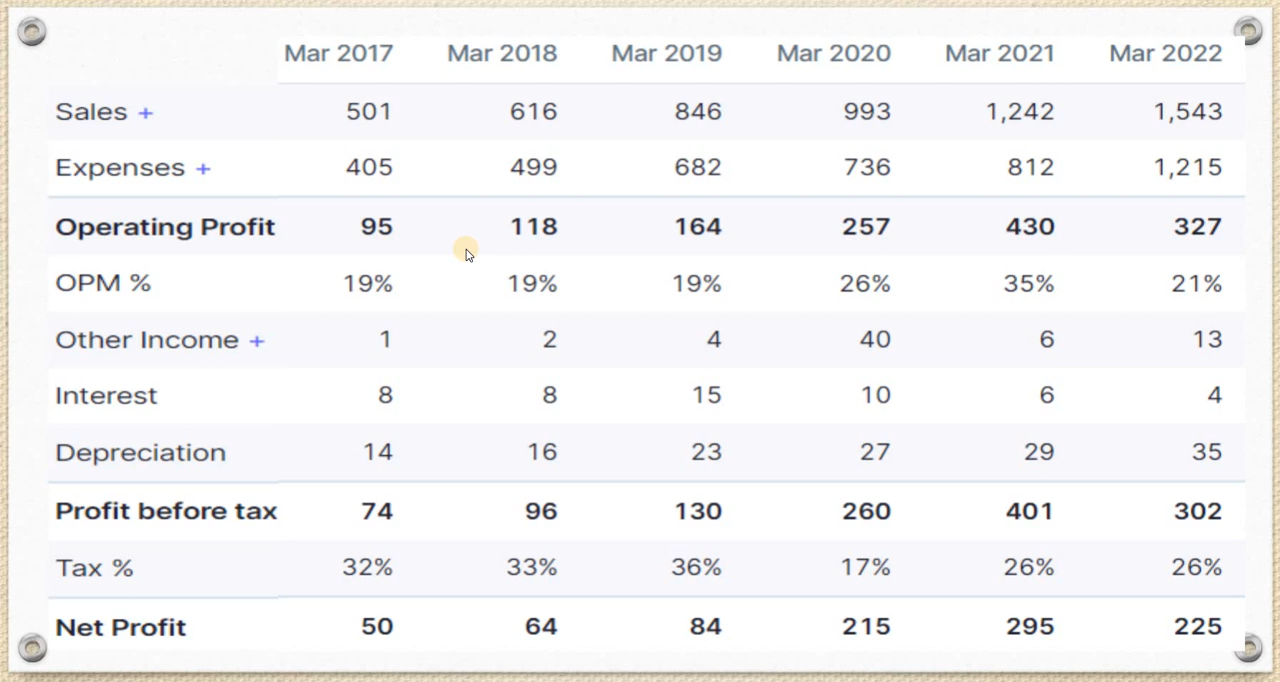 Mar 2017 Mar 2018 Mar 2019 Mar 2020 Mar 2021 Mar 2022
Sales + 501 616 846 993 1,242 1,543
Expenses + 405 499 682 736 812 1,215
Operating Profit 95 118 164 257 430 327
OPM % 19% 19% 19% 26% 35% 21%
Other Income + 1 2 4 40 6 13
Interest 8 8 15 10 6 4
Depreciation 14 16 23 27 29 35
Profit before tax 74 96 130 260 401 302
Tax % 32% 33% 36% 17% 26% 26%
Net Profit 50 64 84 215 295 225